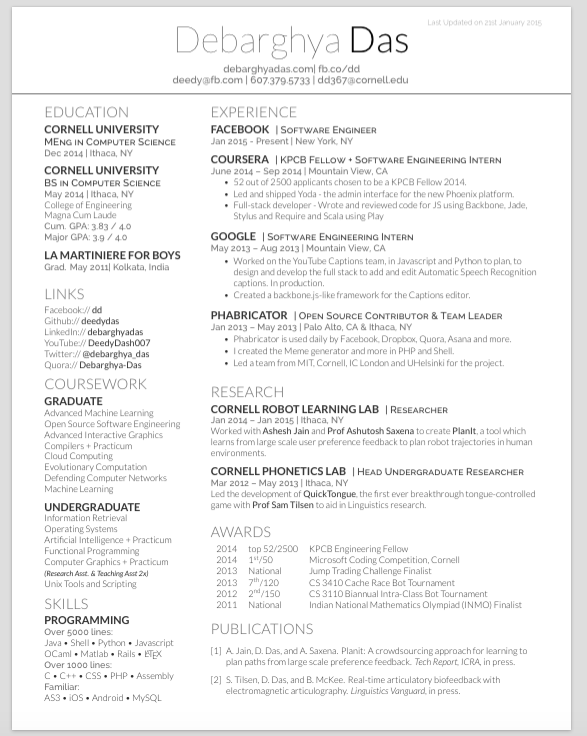 Last Updated on 21st January 2015
Debarghya Das
debarghyadas.com| fb.co/dd
deedy@fb.com | 607.379.5733 | dd367@cornell.edu
EDUCATION
CORNELL UNIVERSITY
MEng in Computer Science
Dec 2014 | Ithaca, NY
CORNELL UNIVERSITY
BS in Computer Science
May 2014 | Ithaca, NY
College of Engineering
Magna Cum Laude
Cum. GPA: 3.83 / 4.0
Major GPA: 3.9 / 4.0
LA MARTINIERE FOR BOYS
Grad. May 2011| Kolkata, India
LINKS
Facebook:// dd
Github:// deedydas
LinkedIn:// debarghyadas
YouTube:// DeedyDash007
Twitter:// @debarghya_das
Quora:// Debarghya-Das
COURSEWORK
GRADUATE
Advanced Machine Learning
Open Source Software Engineering
Advanced Interactive Graphics
Compilers + Practicum
Cloud Computing
Evolutionary Computation
Defending Computer Networks
Machine Learning
UNDERGRADUATE
Information Retrieval
Operating Systems
Artificial Intelligence + Practicum
Functional Programming
Computer Graphics + Practicum
(Research Asst. & Teaching Asst 2x)
Unix Tools and Scripting
SKILLS
PROGRAMMING
Over 5000 lines:
Java • Shell • Python • Javascript
OCaml • Matlab • Rails • LATEX
Over 1000 lines:
C • C++ • CSS • PHP • Assembly
Familiar:
AS3 • iOS • Android • MySQL
EXPERIENCE
FACEBOOK | Software Engineer
Jan 2015 - Present | New York, NY
COURSERA | KPCB Fellow + Software Engineering Intern
June 2014 – Sep 2014 | Mountain View, CA
• 52 out of 2500 applicants chosen to be a KPCB Fellow 2014.
• Led and shipped Yoda - the admin interface for the new Phoenix platform.
• Full-stack developer - Wrote and reviewed code for JS using Backbone, Jade,
Stylus and Require and Scala using Play
GOOGLE | Software Engineering Intern
May 2013 – Aug 2013 | Mountain View, CA
• Worked on the YouTube Captions team, in Javascript and Python to plan, to
design and develop the full stack to add and edit Automatic Speech Recognition
captions. In production.
• Created a backbone.js-like framework for the Captions editor.
PHABRICATOR | Open Source Contributor & Team Leader
Jan 2013 – May 2013 | Palo Alto, CA & Ithaca, NY
• Phabricator is used daily by Facebook, Dropbox, Quora, Asana and more.
• I created the Meme generator and more in PHP and Shell.
• Led a team from MIT, Cornell, IC London and UHelsinki for the project.
RESEARCH
CORNELL ROBOT LEARNING LAB | Researcher
Jan 2014 – Jan 2015 | Ithaca, NY
Worked with Ashesh Jain and Prof Ashutosh Saxena to create PlanIt, a tool which
learns from large scale user preference feedback to plan robot trajectories in human
environments.
CORNELL PHONETICS LAB | Head Undergraduate Researcher
Mar 2012 – May 2013 | Ithaca, NY
Led the development of QuickTongue, the first ever breakthrough tongue-controlled
game with Prof Sam Tilsen to aid in Linguistics research.
AWARDS
2014 top 52/2500 KPCB Engineering Fellow
2014 1st/50 Microsoft Coding Competition, Cornell
2013 National Jump Trading Challenge Finalist
2013 7th/120 CS 3410 Cache Race Bot Tournament
2012 2nd/150 CS 3110 Biannual Intra-Class Bot Tournament
2011 National Indian National Mathematics Olympiad (INMO) Finalist
PUBLICATIONS
[1] A. Jain, D. Das, and A. Saxena. Planit: A crowdsourcing approach for learning to
plan paths from large scale preference feedback. Tech Report, ICRA, in press.
[2] S. Tilsen, D. Das, and B. McKee. Real-time articulatory biofeedback with
electromagnetic articulography. Linguistics Vanguard, in press.